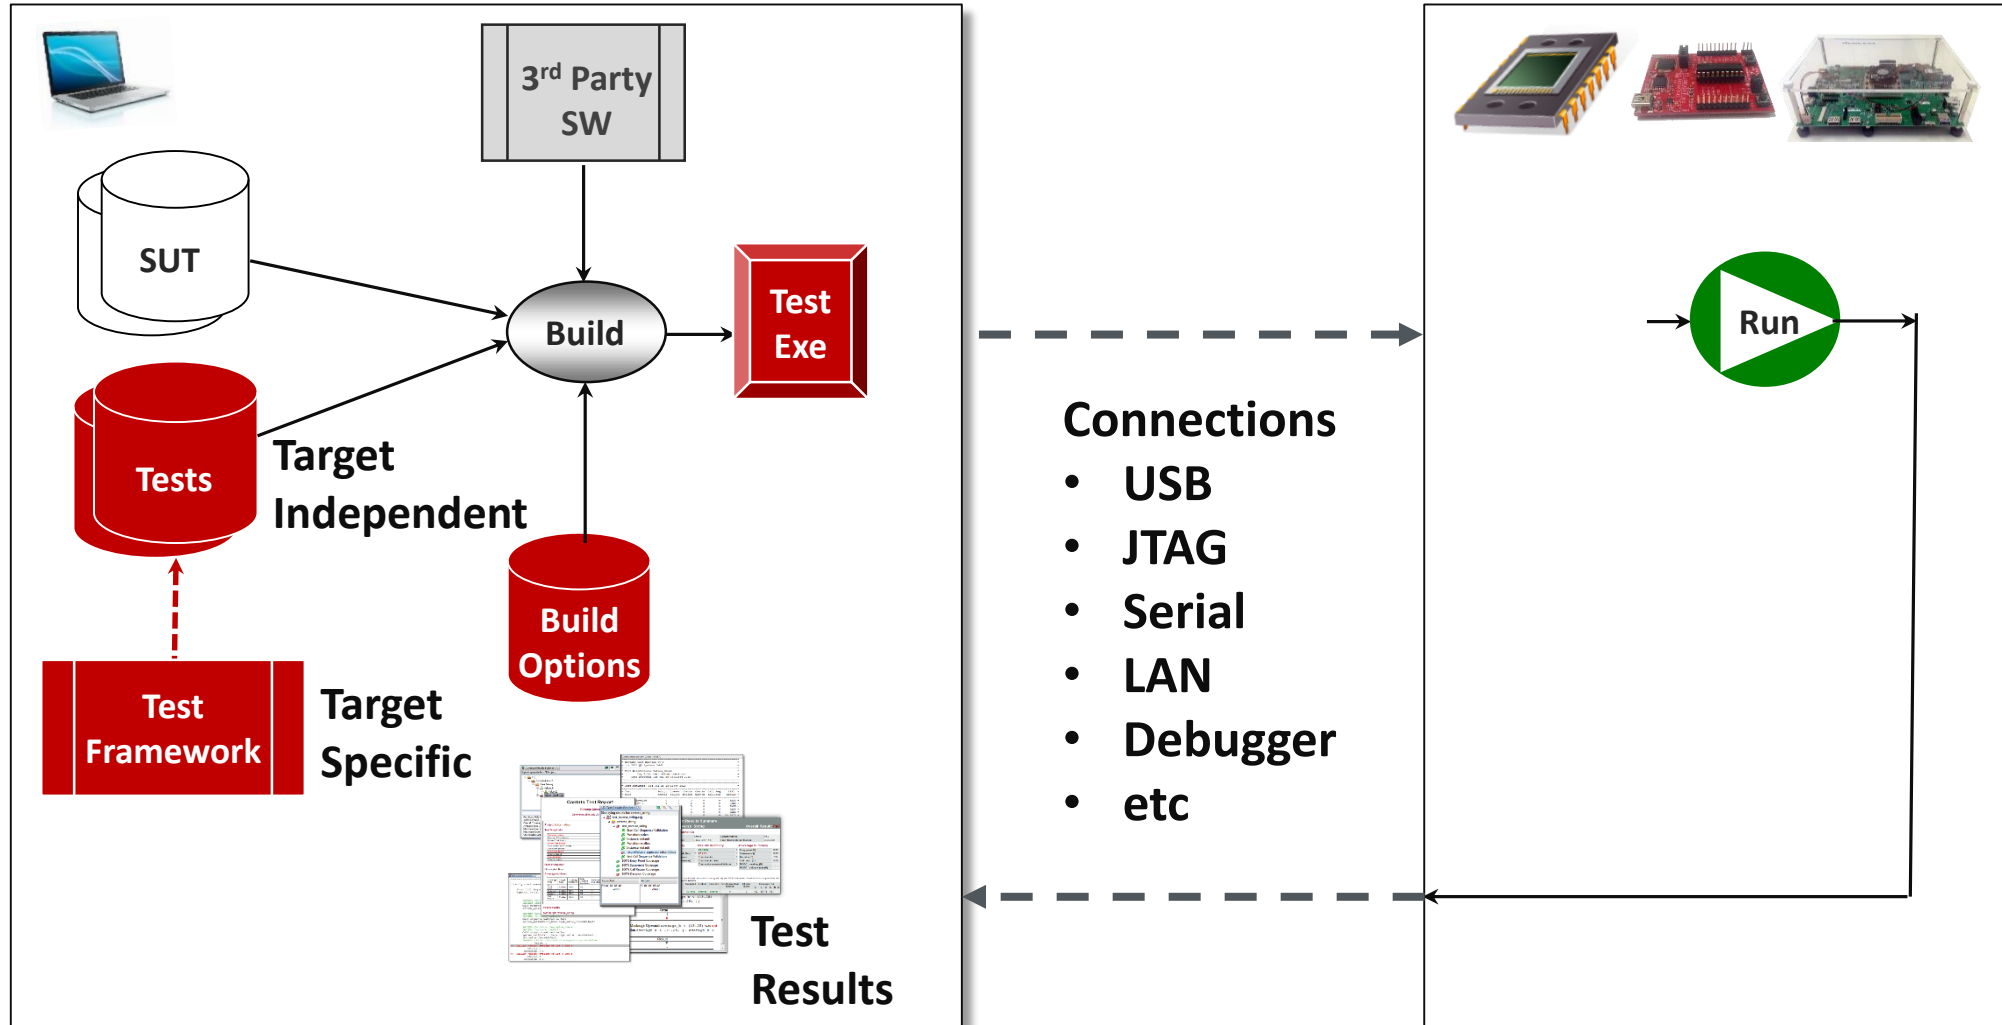 3rd Party
SW
SUT
Build
Test
Exe
Run
Tests
Target
Independent
Build
Options
Test
Framework
Target
Specific
Connections
• USB
• JTAG
• Serial
• LAN
• Debugger
• etc
Test
Results